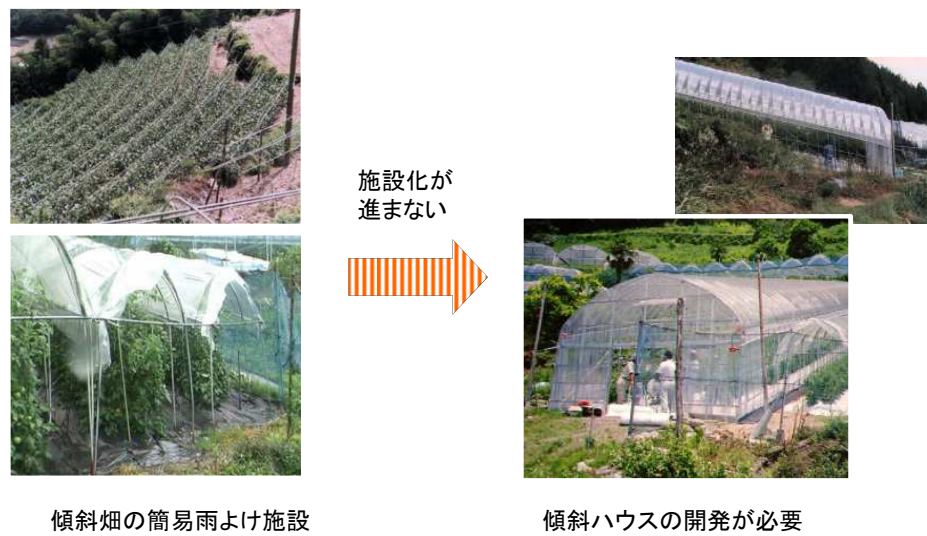 施設化が
進まない
傾斜畑の簡易雨よけ施設
傾斜ハウスの開発が必要